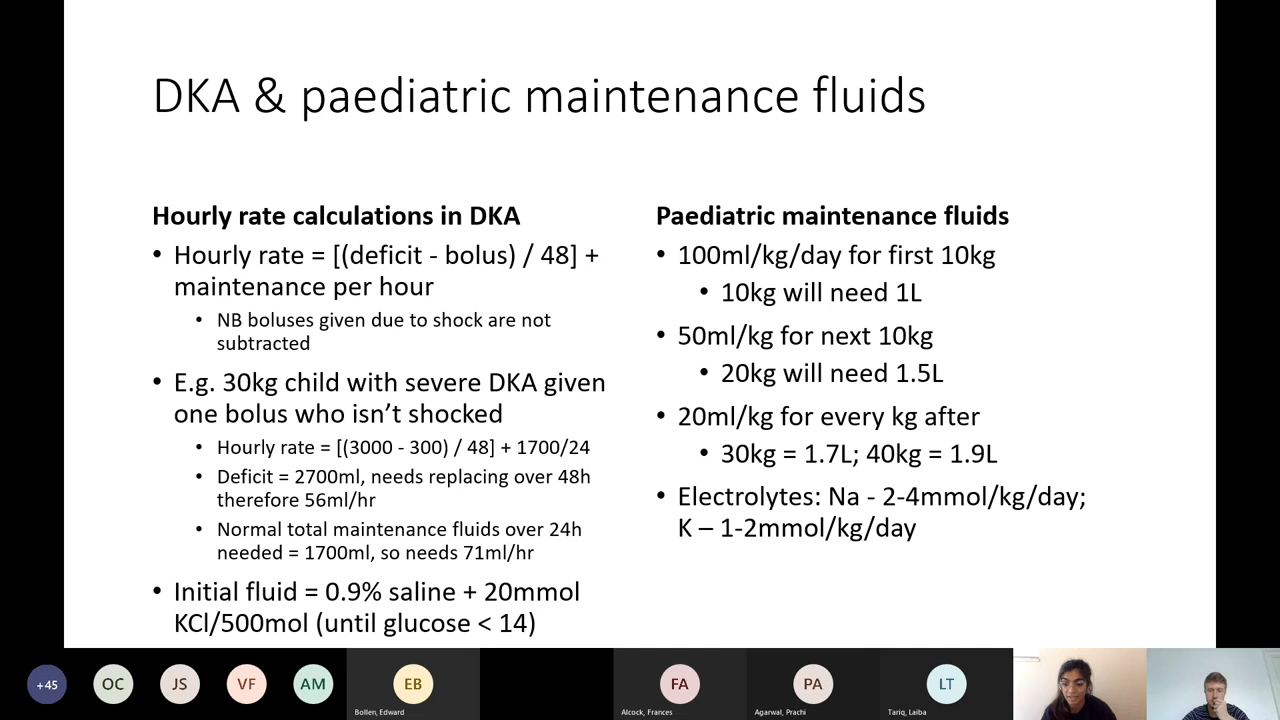 DKA & paediatric maintenance fluids
Hourly rate calculations in DKA
• Hourly rate = [(deficit - bolus) / 48] +
maintenance per hour
• NB boluses given due to shock are not
subtracted
• E.g. 30kg child with severe DKA given
one bolus who isn’t shocked
• Hourly rate = [(3000 - 300) / 48] + 1700/24
• Deficit = 2700ml, needs replacing over 48h
therefore 56ml/hr
• Normal total maintenance fluids over 24h
needed = 1700ml, so needs 71ml/hr
• Initial fluid = 0.9% saline + 20mmol
KCl/500mol (until glucose < 14)
Paediatric maintenance fluids
• 100ml/kg/day for first 10kg
• 10kg will need 1L
• 50ml/kg for next 10kg
• 20kg will need 1.5L
• 20ml/kg for every kg after
• 30kg = 1.7L; 40kg = 1.9L
• Electrolytes: Na - 2-4mmol/kg/day;
K – 1-2mmol/kg/day
+45
OC
JS
VF
AM
EB
Bollen, Edward
FA
Alcock, Frances
PA
Agarwal, Prachi
LT
Tariq, Laiba